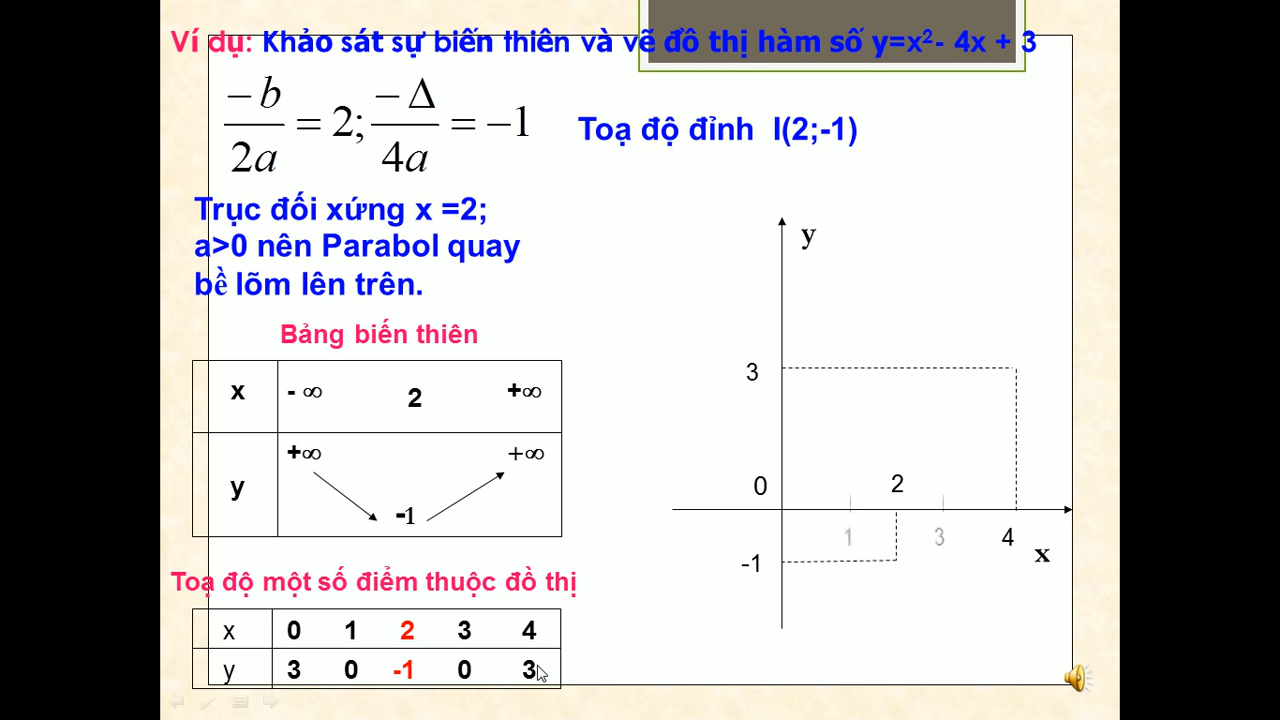 Ví dụ: Khảo sát sự biến thiên và vẽ đồ thị hàm số y=x²- 4x + 3
−b/2a = 2; −Δ/4a = −1
Toạ độ đỉnh I(2;-1)
Trục đối xứng x =2;
a>0 nên Parabol quay
bề lõm lên trên.
Bảng biến thiên
x - ∞ 2 +∞
+∞ +∞
y
-1
Toạ độ một số điểm thuộc đồ thị
x 0 1 2 3 4
y 3 0 -1 0 3
y
3
0 2
1 3 4
-1 x